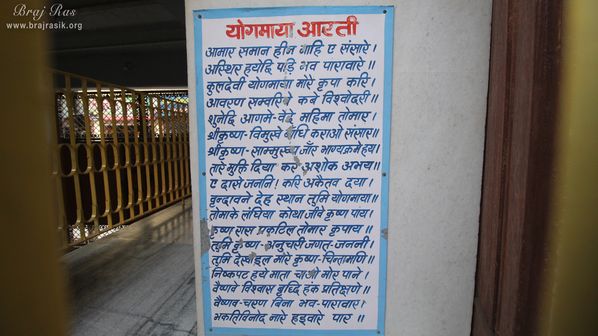 Braj Ras
www.brajrasik.org
योगमाया आरती
आमार समान हीन नाहि ए संसारे।
अस्थिर हयेछि पड़ि भव पारावारे॥
कुलदेवी योगमाया मोरे कृपा करि।
आवरण सम्वरिबे कबे विश्वोदरी॥
शुनेछि आगमे-वेदे महिमा तोमार।
श्रीकृष्ण-विमुखे बाँधि कराओ संसार॥
श्रीकृष्ण-साम्मुख्य जाँर भाग्यक्रमे हय।
तारे मुक्ति दिया कर अशोक अभय॥
ए दासे जननि! करि अकैतव दया।
वृन्दावने देह स्थान तुमि योगमाया॥
तोमाके लंघिया कोथा जीवे कृष्ण पाय।
कृष्ण रास प्रकटिल तोमार कृपाय॥
तुमि कृष्ण-अनुचरी जगत-जननी।
तुमि देखाइल मोरे कृष्ण-चिन्तामणि॥
निष्कपट हये माता चाओ मोर पाने।
वैष्णवे विश्वास वृध्दि हंक प्रतिक्षणे॥
वैष्णव-चरण बिना भव-पारावार।
भकतिविनोद नारे हइवारे पार॥